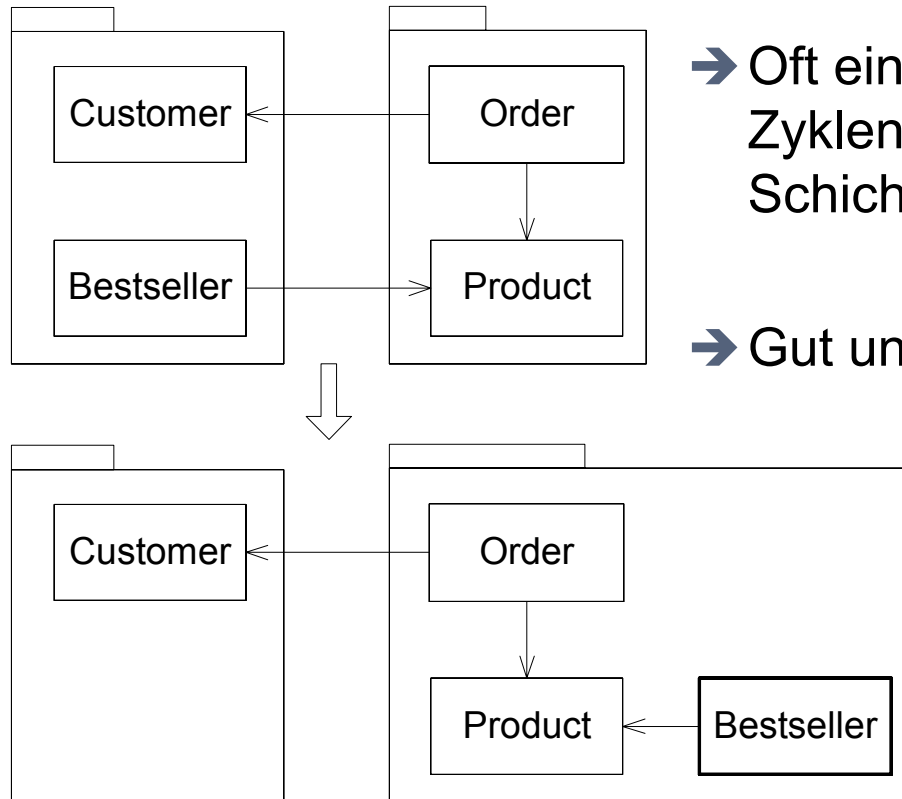 Customer
Order
Bestseller
Product
➔ Oft ein
Zyklen
Schich
➔ Gut un
Customer
Order
Product
Bestseller